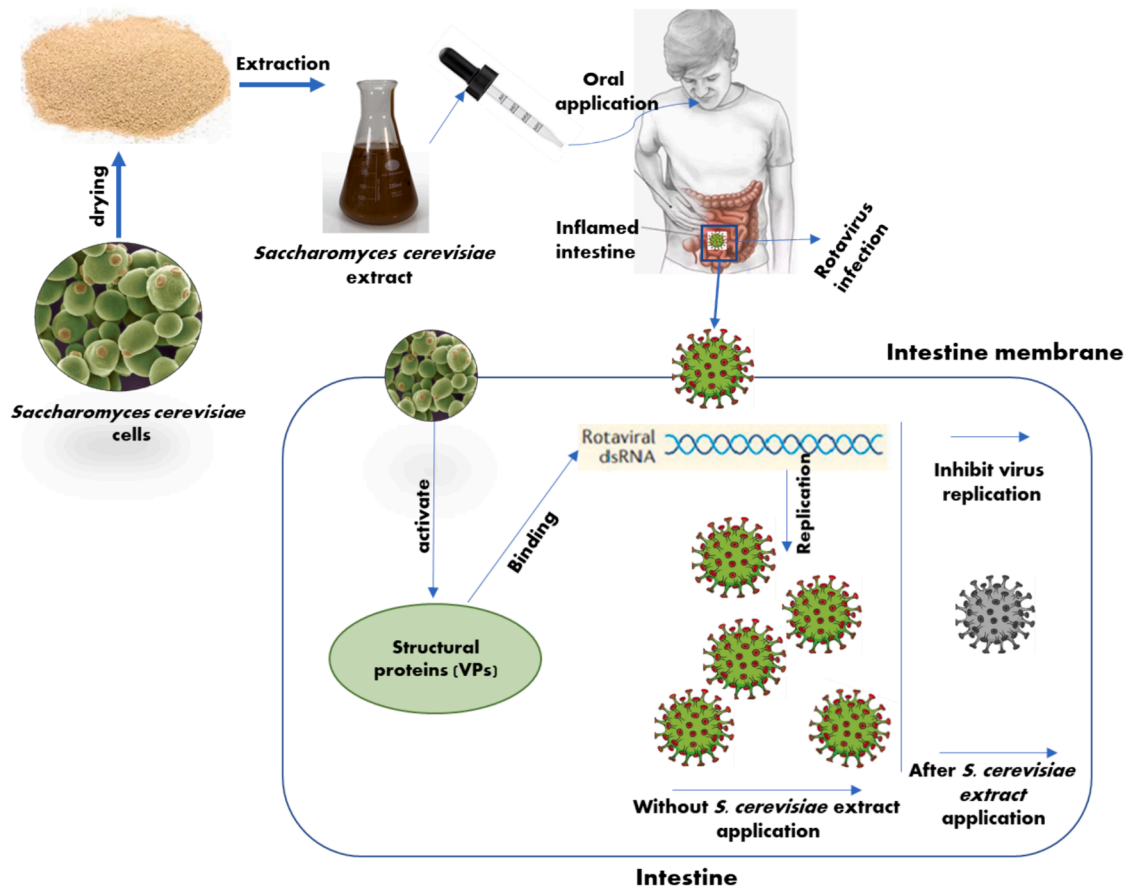 Extraction
Oral
application
drying
Saccharomyces cerevisiae
extract
Inflamed
intestine
Rotavirus
infection
Saccharomyces cerevisiae
cells
Intestine membrane
Rotaviral
dsRNA
Inhibit virus
replication
activate
Binding
Replication
Structural
proteins (VPs)
Without S. cerevisiae extract
application
After S. cerevisiae
extract
application
Intestine